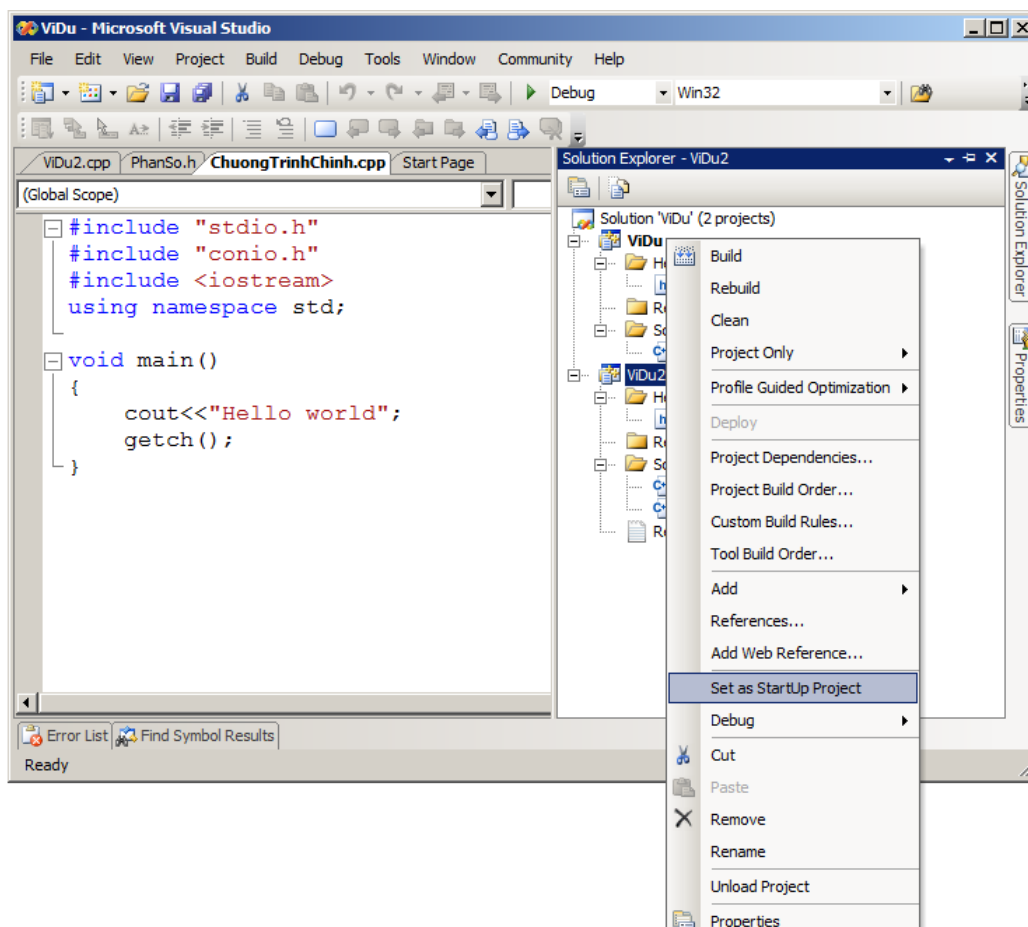 ViDu - Microsoft Visual Studio
File Edit View Project Build Debug Tools Window Community Help
Debug Win32
ViDu2.cpp PhanSo.h ChuongTrinhChinh.cpp Start Page
(Global Scope)
#include "stdio.h"
#include "conio.h"
#include <iostream>
using namespace std;
void main()
{
cout<<"Hello world";
getch();
}
Solution Explorer - ViDu2
Solution 'ViDu' (2 projects)
ViDu
ViDu2
Build
Rebuild
Clean
Project Only
Profile Guided Optimization
Deploy
Project Dependencies...
Project Build Order...
Custom Build Rules...
Tool Build Order...
Add
References...
Add Web Reference...
Set as StartUp Project
Debug
Cut
Paste
Remove
Rename
Unload Project
Properties
Solution Explorer
Properties
Error List Find Symbol Results
Ready